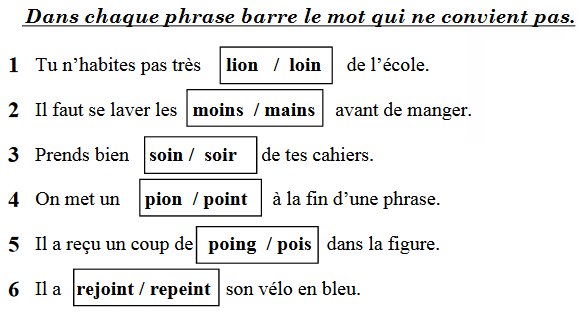 Dans chaque phrase barre le mot qui ne convient pas.
1 Tu n’habites pas très lion / loin de l’école.
2 Il faut se laver les moins / mains avant de manger.
3 Prends bien soin / soir de tes cahiers.
4 On met un pion / point à la fin d’une phrase.
5 Il a reçu un coup de poing / pois dans la figure.
6 Il a rejoint / repeint son vélo en bleu.